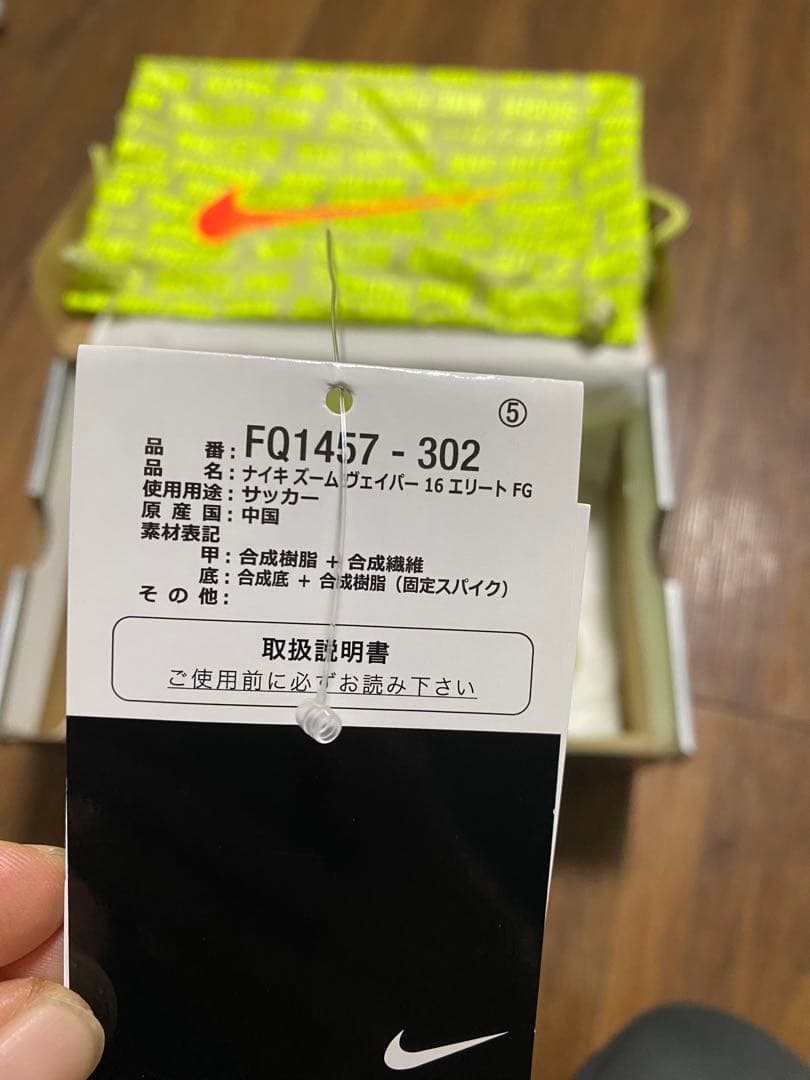 ⑤
品番：FQ1457 - 302
品名：ナイキ ズーム ヴェイパー 16 エリート FG
使用用途：サッカー
原産国：中国
素材表記
甲：合成樹脂 + 合成繊維
底：合成底 + 合成樹脂（固定スパイク）
その他：
取扱説明書
ご使用前に必ずお読み下さい